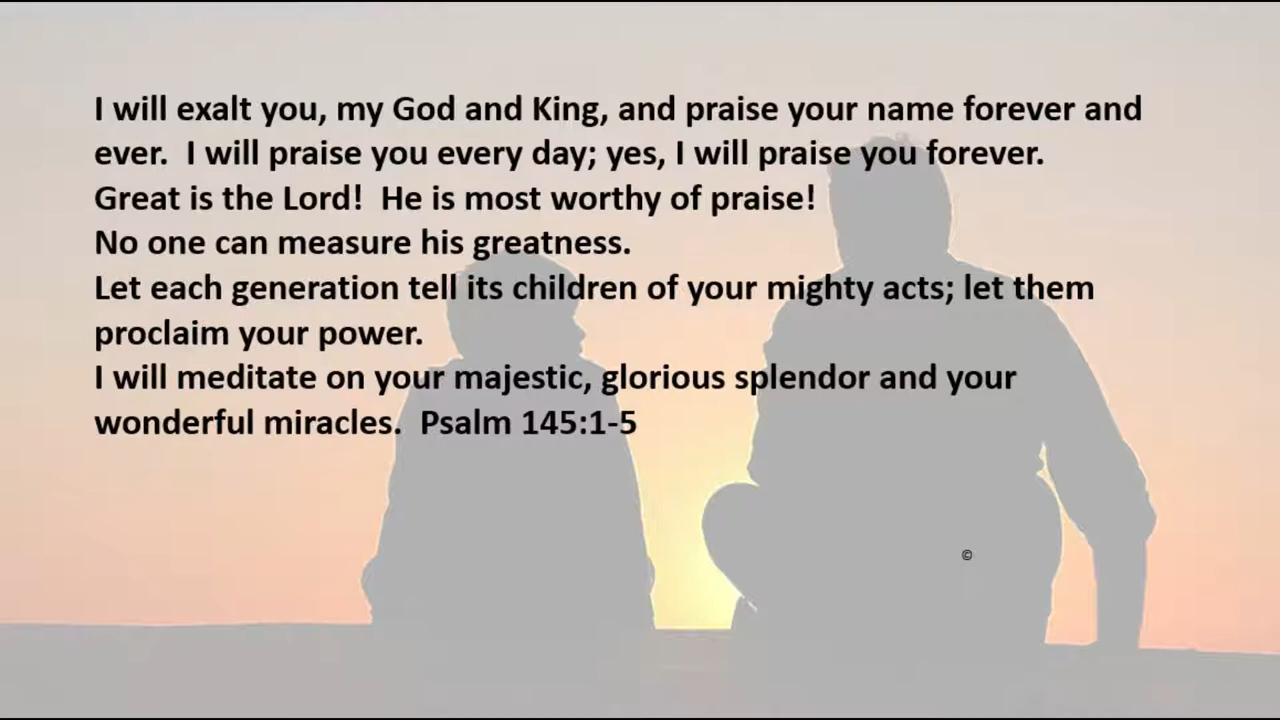 I will exalt you, my God and King, and praise your name forever and
ever.  I will praise you every day; yes, I will praise you forever.
Great is the Lord!  He is most worthy of praise!
No one can measure his greatness.
Let each generation tell its children of your mighty acts; let them
proclaim your power.
I will meditate on your majestic, glorious splendor and your
wonderful miracles.  Psalm 145:1-5
©